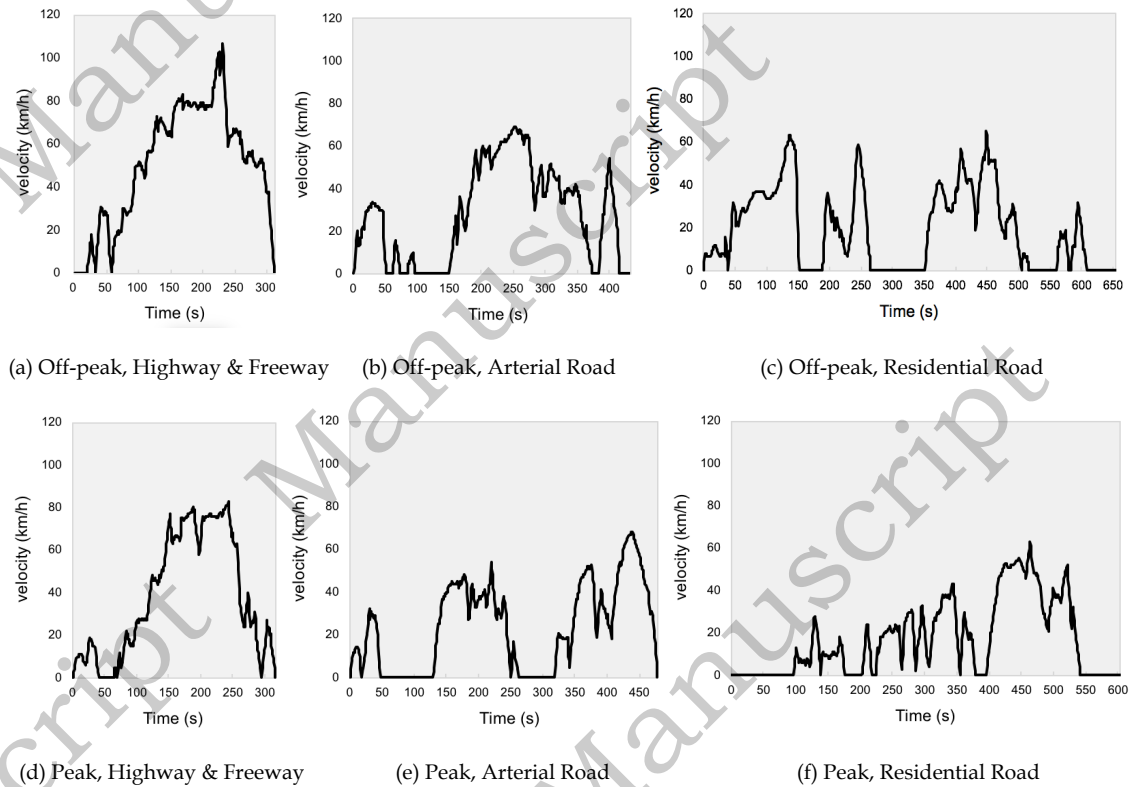 120
100
80
60
40
20
0
velocity (km/h)
0 50 100 150 200 250 300
Time (s)
(a) Off-peak, Highway & Freeway
120
100
80
60
40
20
0
velocity (km/h)
0 50 100 150 200 250 300 350 400
Time (s)
(b) Off-peak, Arterial Road
120
100
80
60
40
20
0
velocity (km/h)
0 50 100 150 200 250 300 350 400 450 500 550 600 650
Time (s)
(c) Off-peak, Residential Road
120
100
80
60
40
20
0
velocity (km/h)
0 50 100 150 200 250 300
Time (s)
(d) Peak, Highway & Freeway
120
100
80
60
40
20
0
velocity (km/h)
0 50 100 150 200 250 300 350 400 450
Time (s)
(e) Peak, Arterial Road
120
100
80
60
40
20
0
velocity (km/h)
0 50 100 150 200 250 300 350 400 450 500 550 600
Time (s)
(f) Peak, Residential Road
Manuscript
Manuscript